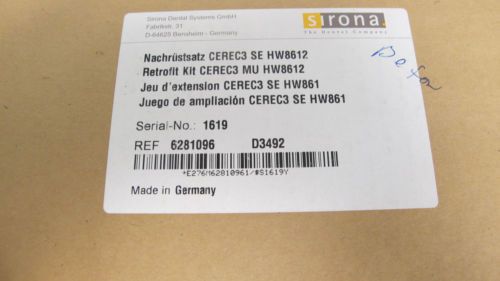 Sirona Dental Systems GmbH
Fabrikstr. 31
D-64625 Bensheim - Germany
sirona.
The Dental Company
Nachrüstsatz CEREC3 SE HW8612
Retrofit Kit CEREC3 MU HW8612
Jeu d'extension CEREC3 SE HW861
Juego de ampliación CEREC3 SE HW861
Serial-No.: 1619
REF 6281096 D3492
*E276M62810961/#S1619Y
Made in Germany